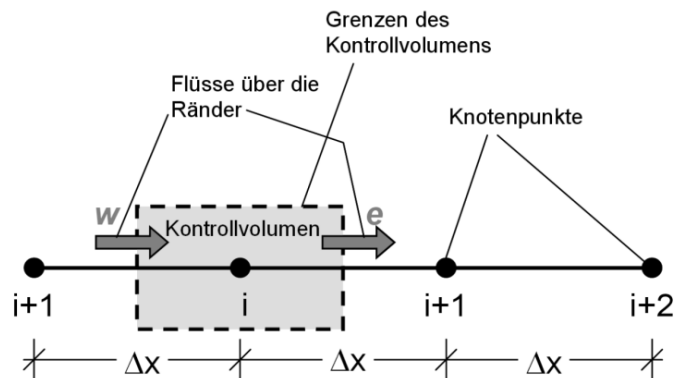 Grenzen des
Kontrollvolumens
Flüsse über die
Ränder
Knotenpunkte
w
Kontrollvolumen
e
i+1
i
i+1
i+2
Δx
Δx
Δx